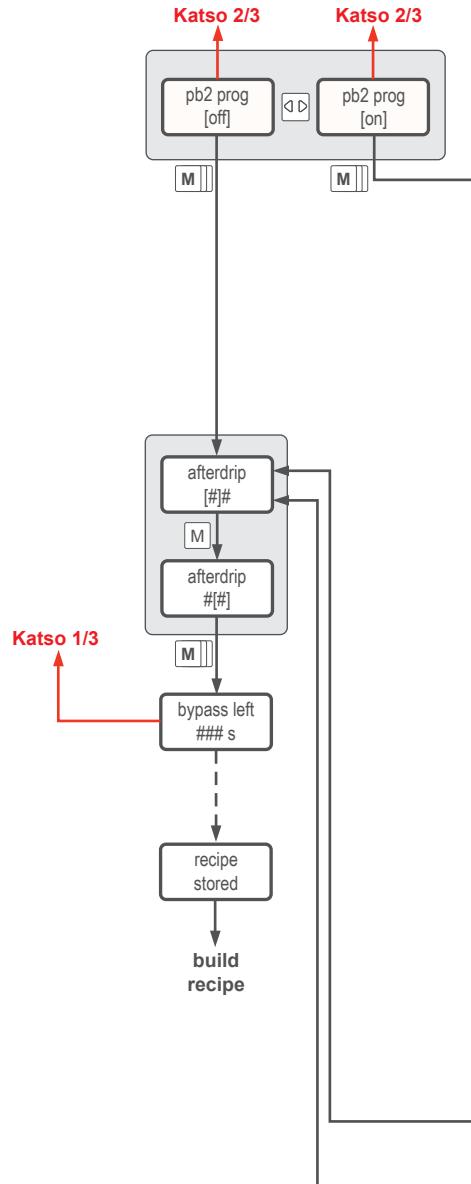 Katso 2/3
Katso 2/3
pb2 prog
[off]
pb2 prog
[on]
M
M
afterdrip
[#]#
M
afterdrip
#[#]
M
Katso 1/3
bypass left
### s
recipe
stored
build
recipe